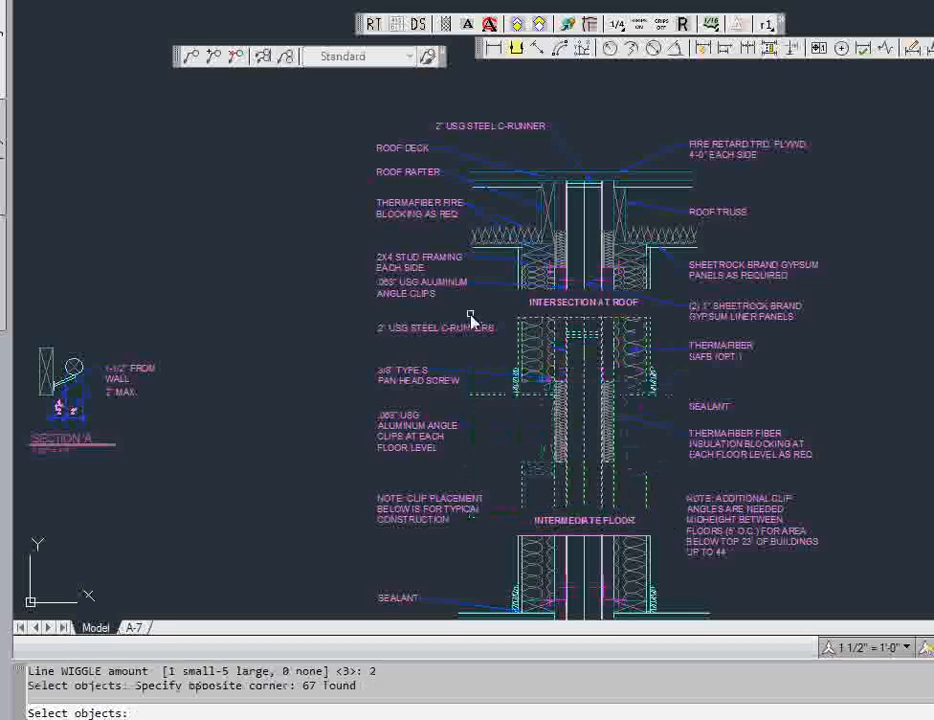 RT
DS
A
A
1/4
R
1/16
r1
Standard
2" USG STEEL C-RUNNER
ROOF DECK
FIRE RETARD TRD. PLYWD.
4'-0" EACH SIDE
ROOF RAFTER
THERMAFIBER FIRE
BLOCKING AS REQ
ROOF TRUSS
2X4 STUD FRAMING
EACH SIDE
.063" USG ALUMINUM
ANGLE CLIPS
SHEETROCK BRAND GYPSUM
PANELS AS REQUIRED
INTERSECTION AT ROOF
(2) 1" SHEETROCK BRAND
GYPSUM LINER PANELS
2" USG STEEL C-RUNNERS
THERMAFIBER
SAFB (OPT.)
1-1/2" FROM
WALL
2" MAX.
3/8" TYPE S
PAN HEAD SCREW
SEALANT
.063" USG
ALUMINUM ANGLE
CLIPS AT EACH
FLOOR LEVEL
THERMAFIBER FIBER
INSULATION BLOCKING AT
EACH FLOOR LEVEL AS REQ
SECTION A
NOTE: CLIP PLACEMENT
BELOW IS FOR TYPICAL
CONSTRUCTION
NOTE: ADDITIONAL CLIP
ANGLES ARE NEEDED
MIDHEIGHT BETWEEN
FLOORS (5' O.C.) FOR AREA
BELOW TOP 23' OF BUILDINGS
UP TO 44'
INTERMEDIATE FLOOR
SEALANT
Y
X
Model
A-7
1 1/2" = 1'-0"
Line WIGGLE amount [1 small-5 large, 0 none] <3>: 2
Select objects: Specify opposite corner: 67 found
Select objects: